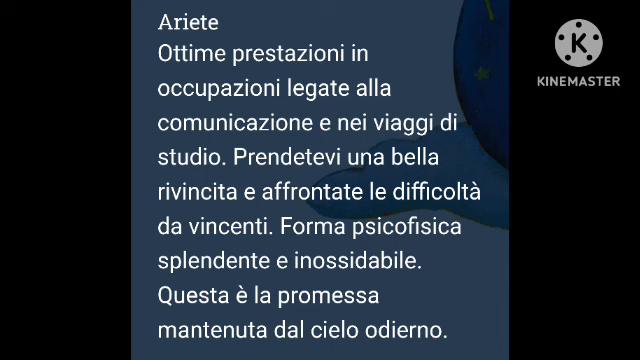 Ariete
Ottime prestazioni in
occupazioni legate alla
comunicazione e nei viaggi di
studio. Prendetevi una bella
rivincita e affrontate le difficoltà
da vincenti. Forma psicofisica
splendente e inossidabile.
Questa è la promessa
mantenuta dal cielo odierno.
K
KINEMASTER